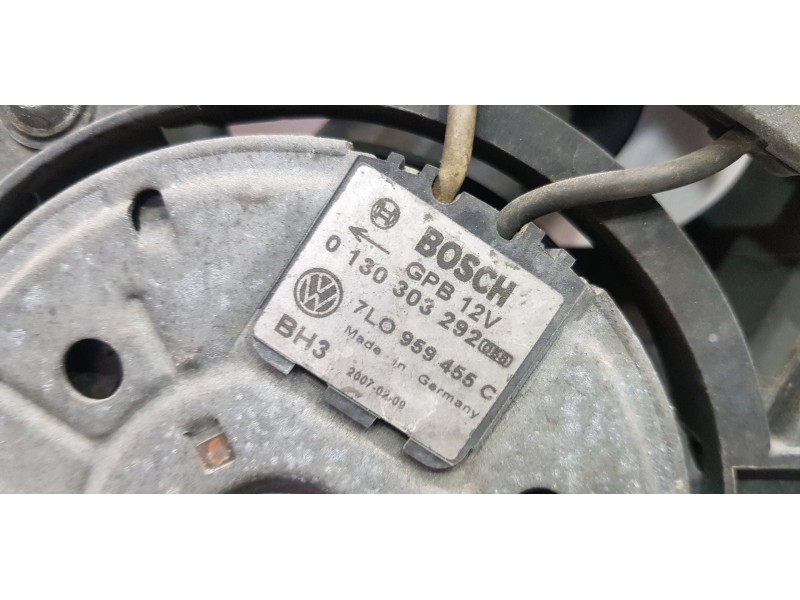 BOSCH
GPB 12V
0 130 303 292
7L0 959 455 C
BH3
Made in Germany
2007-02-09